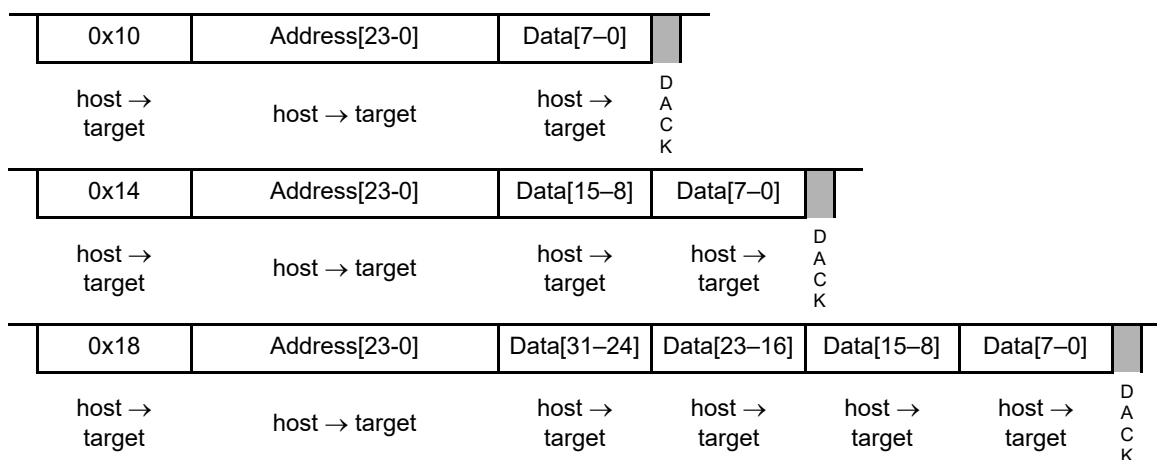 0x10 Address[23-0] Data[7–0]
host → target host → target host → target DACK
0x14 Address[23-0] Data[15–8] Data[7–0]
host → target host → target host → target host → target DACK
0x18 Address[23-0] Data[31–24] Data[23–16] Data[15–8] Data[7–0]
host → target host → target host → target host → target host → target host → target DACK